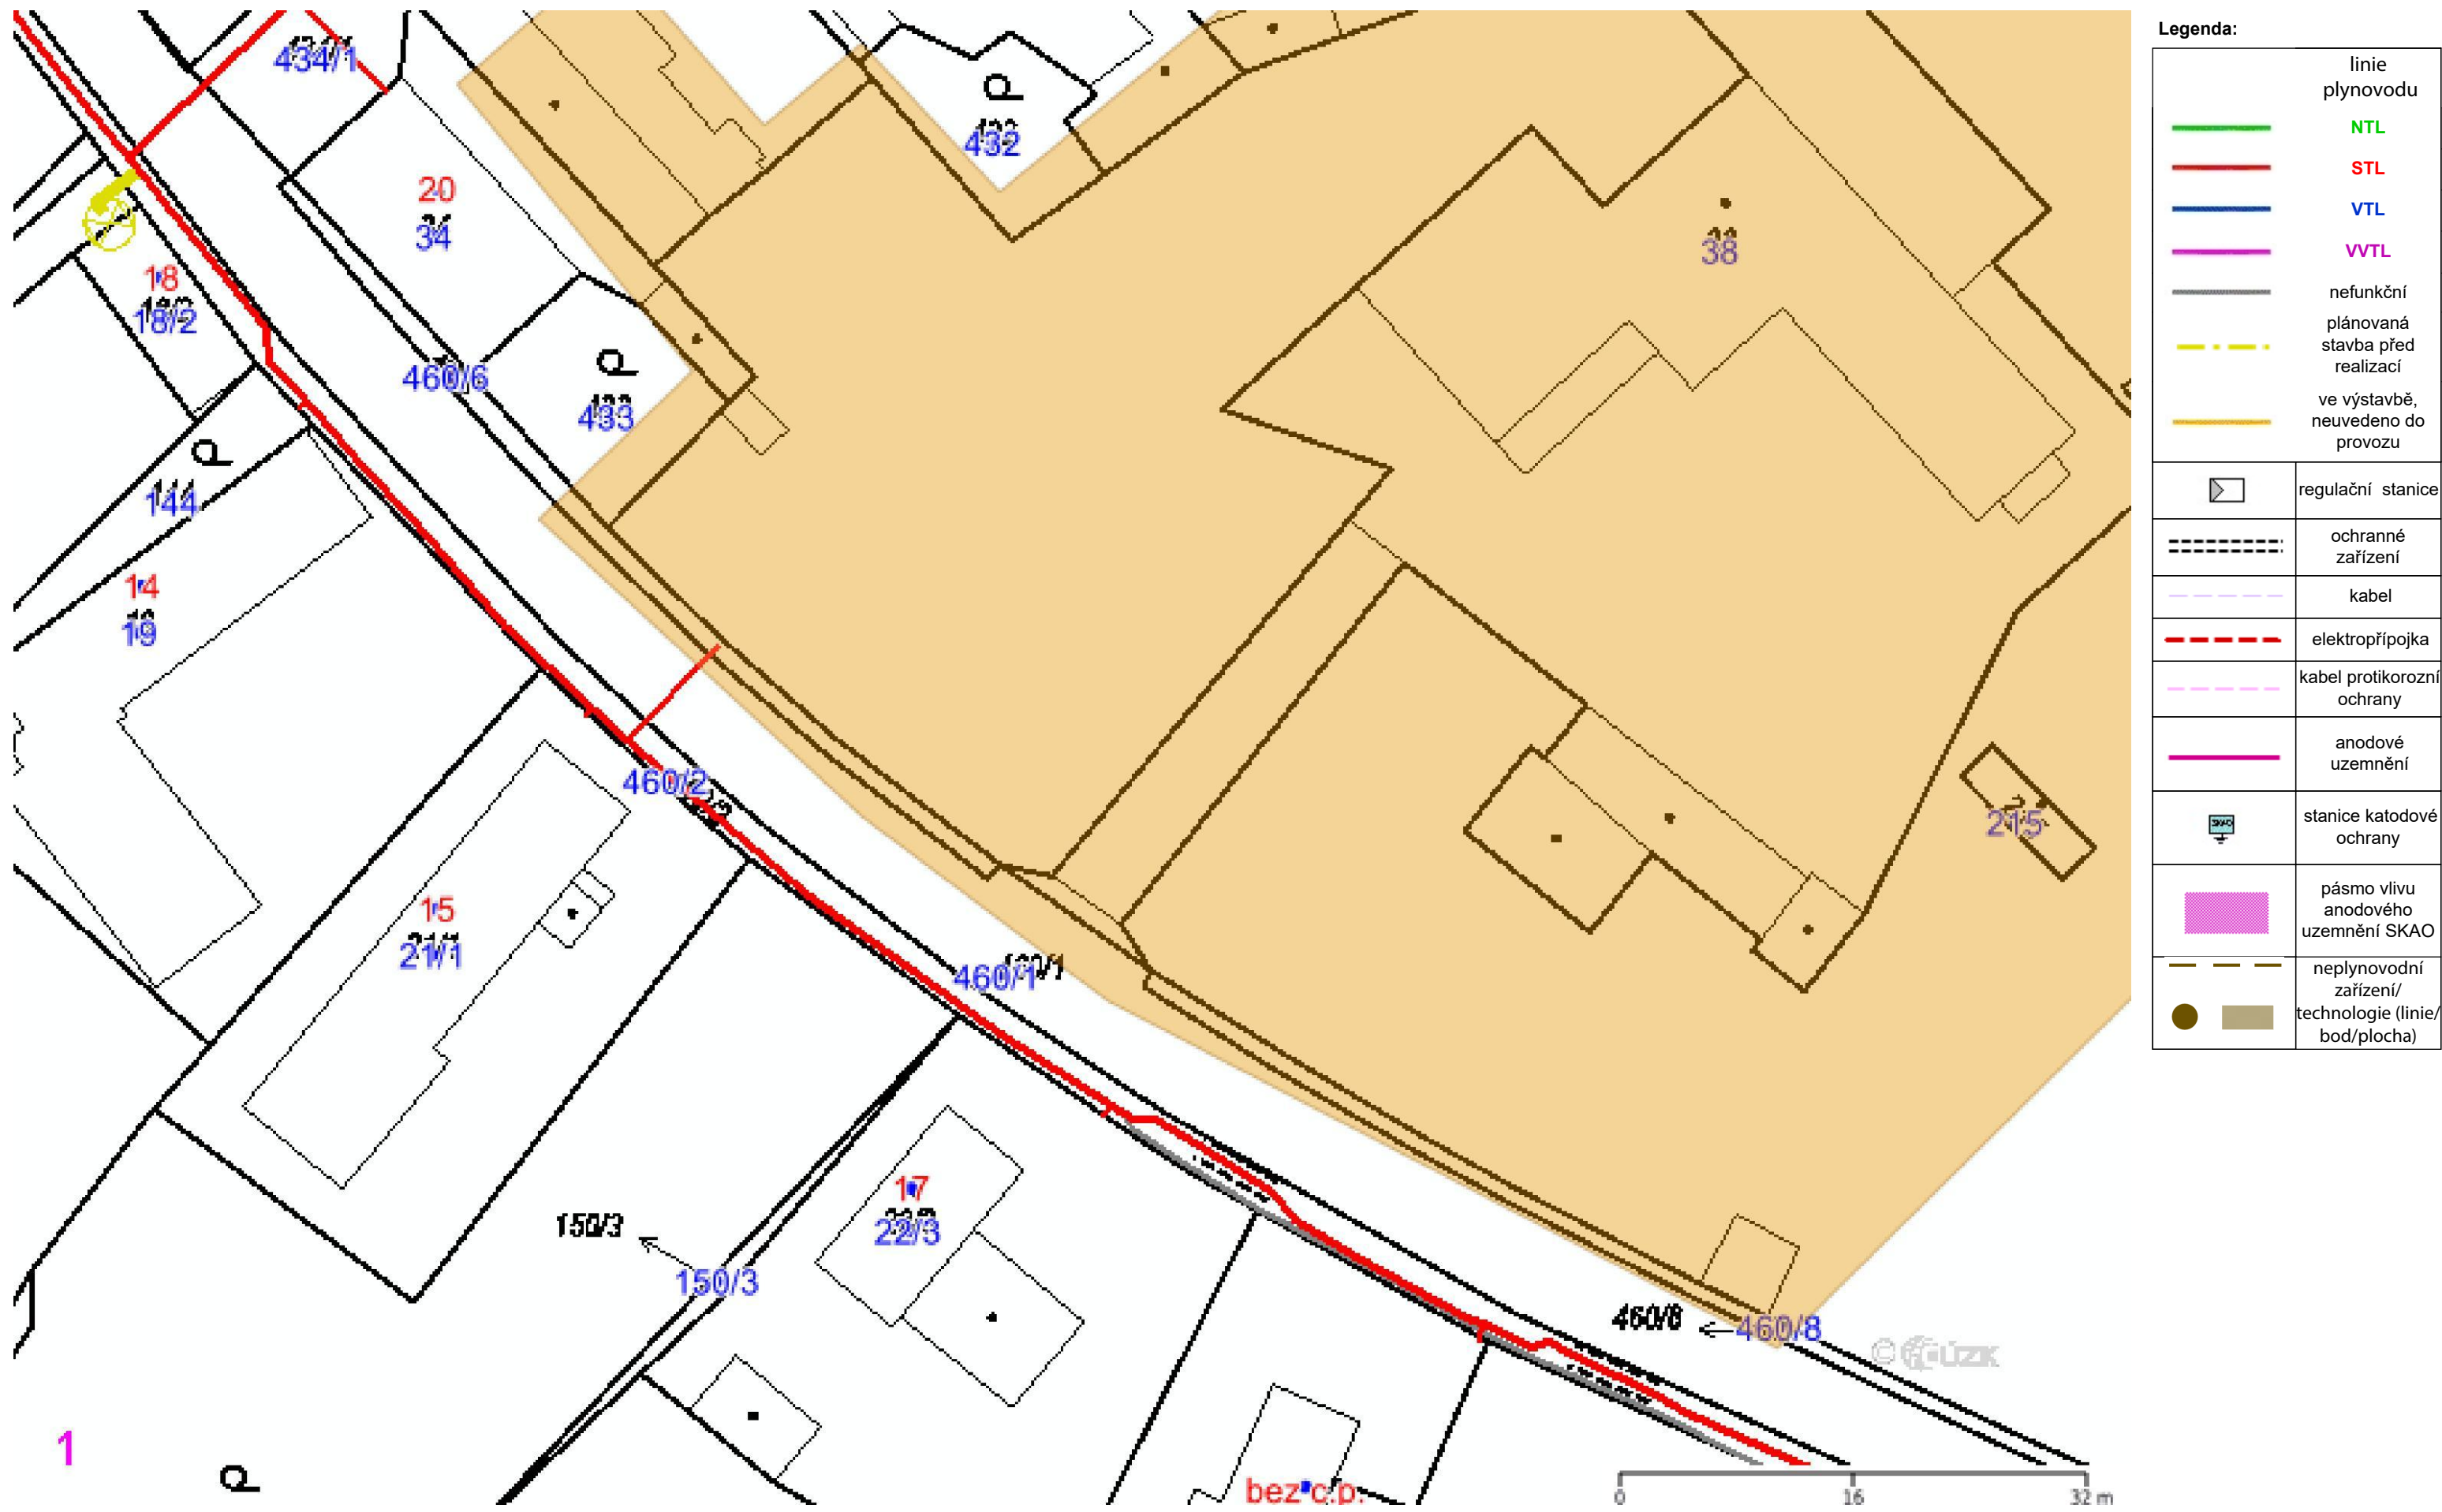 434/1
432
20
34
38
18
18/2
460/6
433
144
14
19
460/2
215
15
21/1
460/1
17
22/3
150/3
150/3
460/8
460/8
1
bez č.p.
0 16 32 m
Legenda:
linie
plynovodu
NTL
STL
VTL
VVTL
nefunkční
plánovaná
stavba před
realizací
ve výstavbě,
neuvedeno do
provozu
regulační stanice
ochranné
zařízení
kabel
elektropřípojka
kabel protikorozní
ochrany
anodové
uzemnění
SKAO
stanice katodové
ochrany
pásmo vlivu
anodového
uzemnění SKAO
neplynovodní
zařízení/
technologie (linie/
bod/plocha)